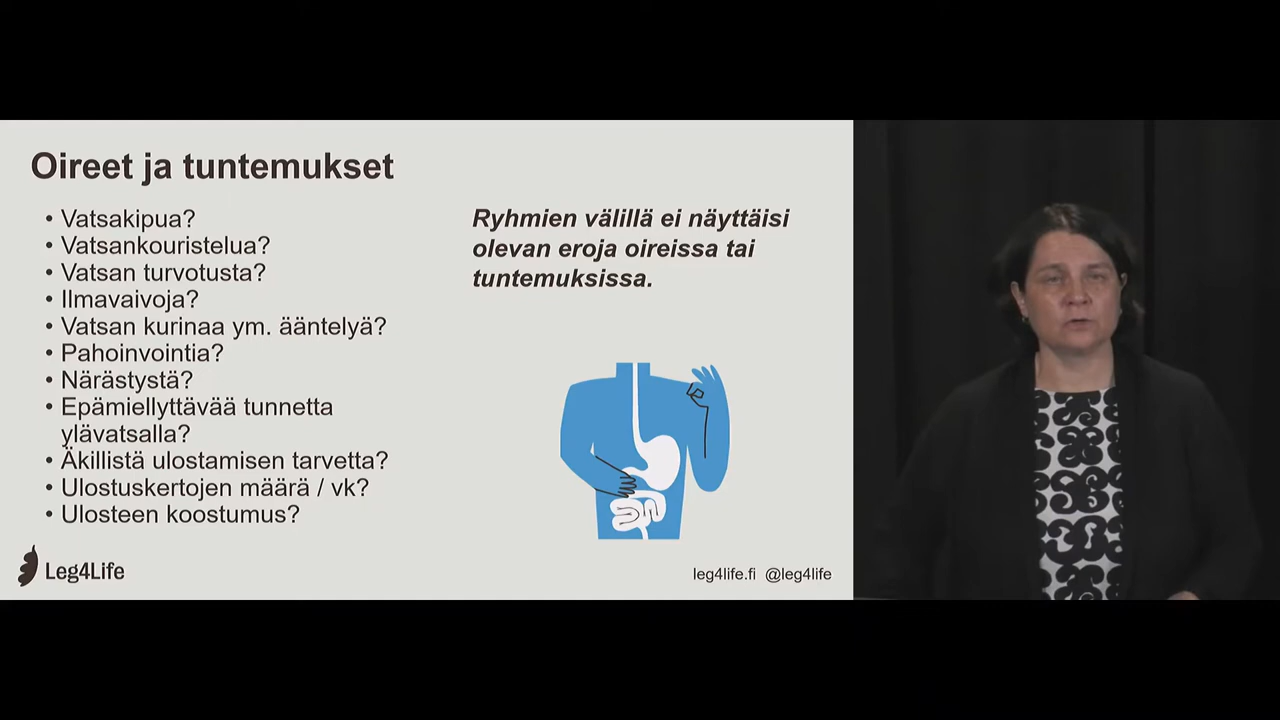 Oireet ja tuntemukset
• Vatsakipua?
• Vatsankouristelua?
• Vatsan turvotusta?
• Ilmavaivoja?
• Vatsan kurinaa ym. ääntelyä?
• Pahoinvointia?
• Närästystä?
• Epämiellyttävää tunnetta
ylävatsalla?
• Äkillistä ulostamisen tarvetta?
• Ulostuskertojen määrä / vk?
• Ulosteen koostumus?
Ryhmien välillä ei näyttäisi
olevan eroja oireissa tai
tuntemuksissa.
Leg4Life
leg4life.fi @leg4life